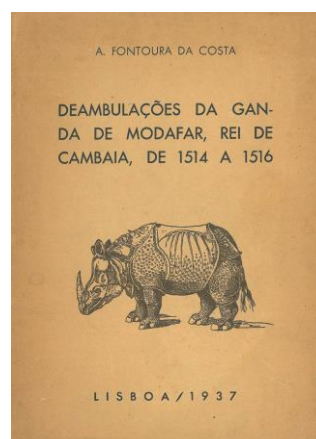 A. FONTOURA DA COSTA
DEAMBULAÇÕES DA GAN-
DA DE MODAFAR, REI DE
CAMBAIA, DE 1514 A 1516
LISBOA/1937